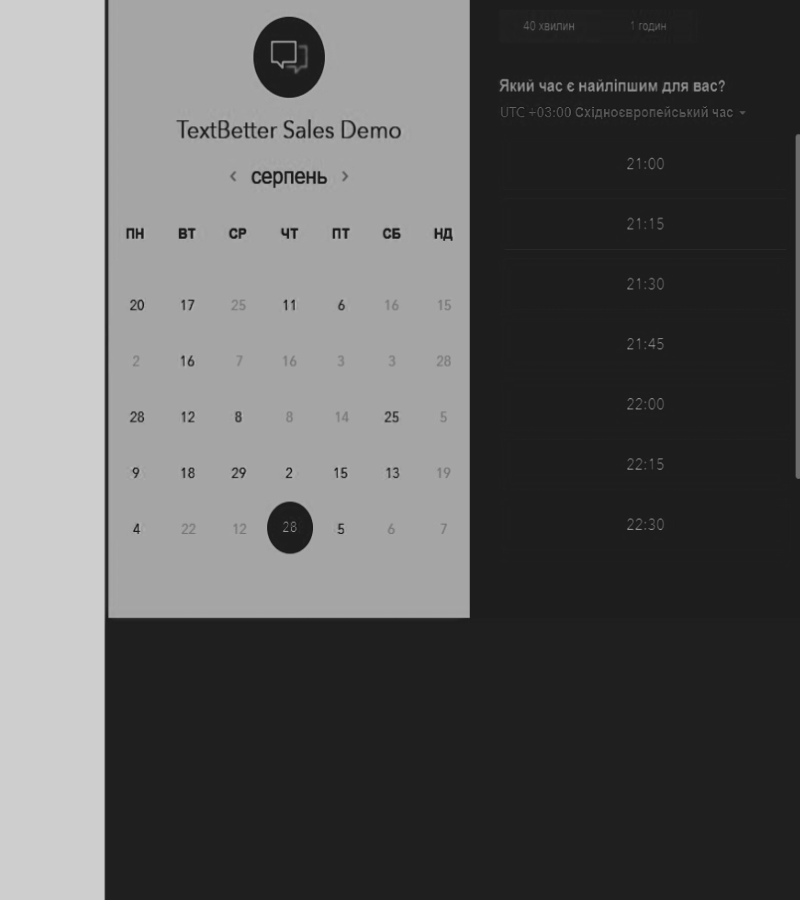 TextBetter Sales Demo
‹ серпень ›
ПН ВТ СР ЧТ ПТ СБ НД
20 17 25 11 6 16 15
2 16 7 16 3 3 28
28 12 8 8 14 25 5
9 18 29 2 15 13 19
4 22 12 28 5 6 7
40 хвилин 1 годин
Який час є найліпшим для вас?
UTC +03:00 Східноєвропейський час
21:00
21:15
21:30
21:45
22:00
22:15
22:30